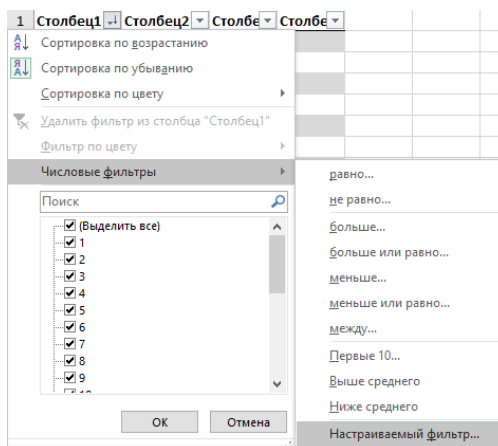 1 Столбец1 Столбец2 Столбе Столбе
Сортировка по возрастанию
Сортировка по убыванию
Сортировка по цвету
Удалить фильтр из столбца "Столбец1"
Фильтр по цвету
Числовые фильтры
Поиск
(Выделить все)
1
2
3
4
5
6
7
8
9
ОК Отмена
равно...
не равно...
больше...
больше или равно...
меньше...
меньше или равно...
между...
Первые 10...
Выше среднего
Ниже среднего
Настраиваемый фильтр...